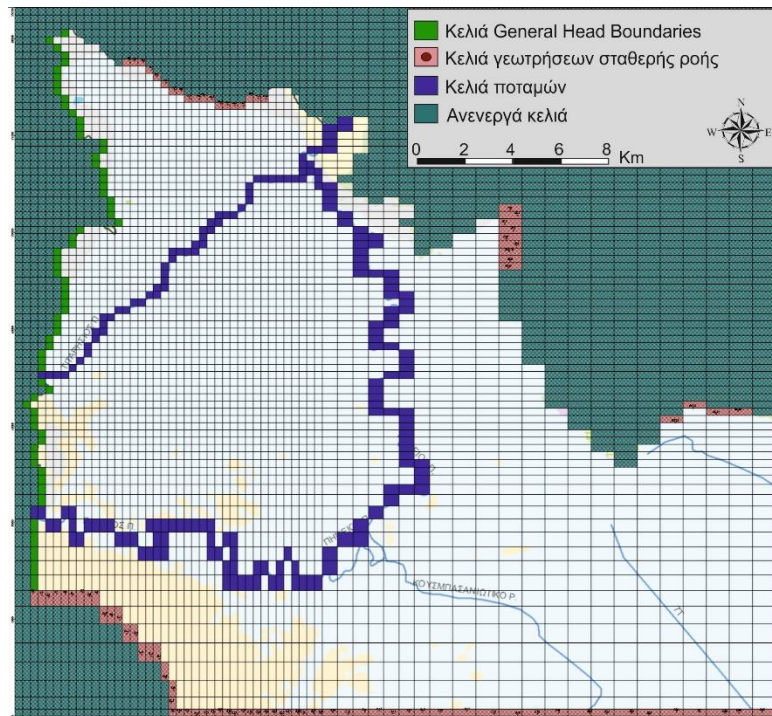 Κελιά General Head Boundaries
Κελιά γεωτρήσεων σταθερής ροής
Κελιά ποταμών
Ανενεργά κελιά
0 2 4 6 8
Km
N
W E
S
ΚΟΥΣΜΠΑΣΑΝΙΩΤΙΚΟ Ρ.